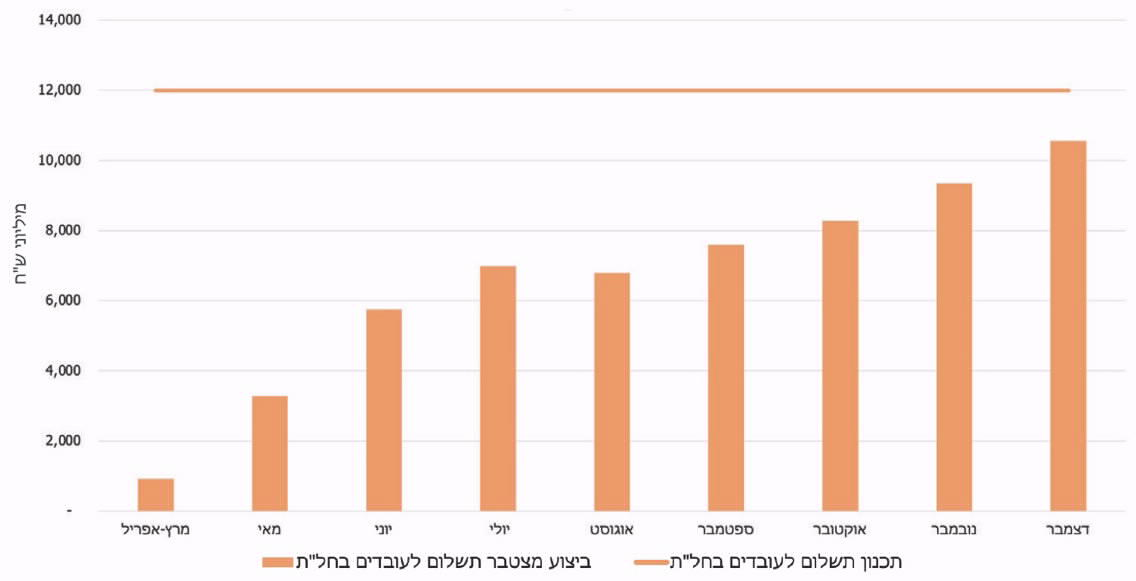 14,000
12,000
10,000
8,000
6,000
4,000
2,000
-
מיליוני ש"ח
מרץ-אפריל מאי יוני יולי אוגוסט ספטמבר אוקטובר נובמבר דצמבר
ביצוע מצטבר תשלום לעובדים בחל"ת תכנון תשלום לעובדים בחל"ת